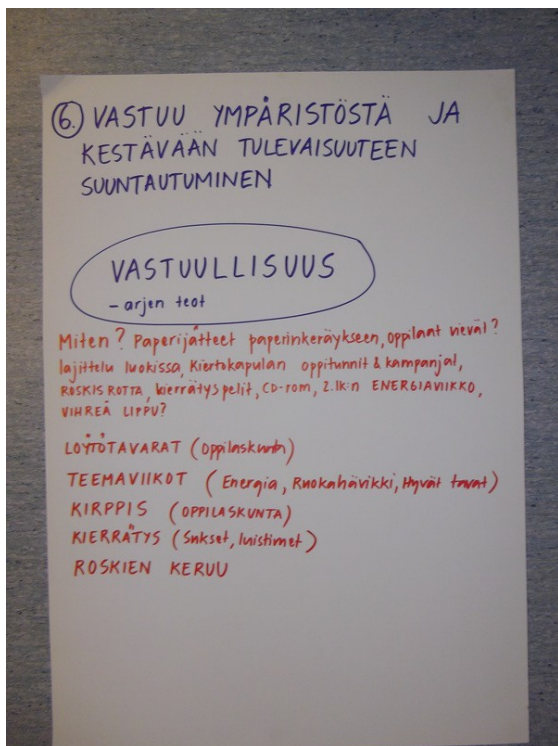 6. VASTUU YMPÄRISTÖSTÄ JA
KESTÄVÄÄN TULEVAISUUTEEN
SUUNTAUTUMINEN
VASTUULLISUUS
- arjen teot
Miten? Paperijätteet paperinkeräykseen, oppilaat vievät?
lajittelu luokissa, Kiertokapulan oppitunnit & kampanjat,
ROSKIS ROTTA, kierrätyspelit, CD-rom, 2.lk:n ENERGIAVIIKKO,
VIHREÄ LIPPU?
LÖYTÖTAVARAT (Oppilaskunta)
TEEMAVIIKOT (Energia, Ruokahävikki, Hyvät tavat)
KIRPPIS (OPPILASKUNTA)
KIERRÄTYS (Sukset, luistimet)
ROSKIEN KERUU